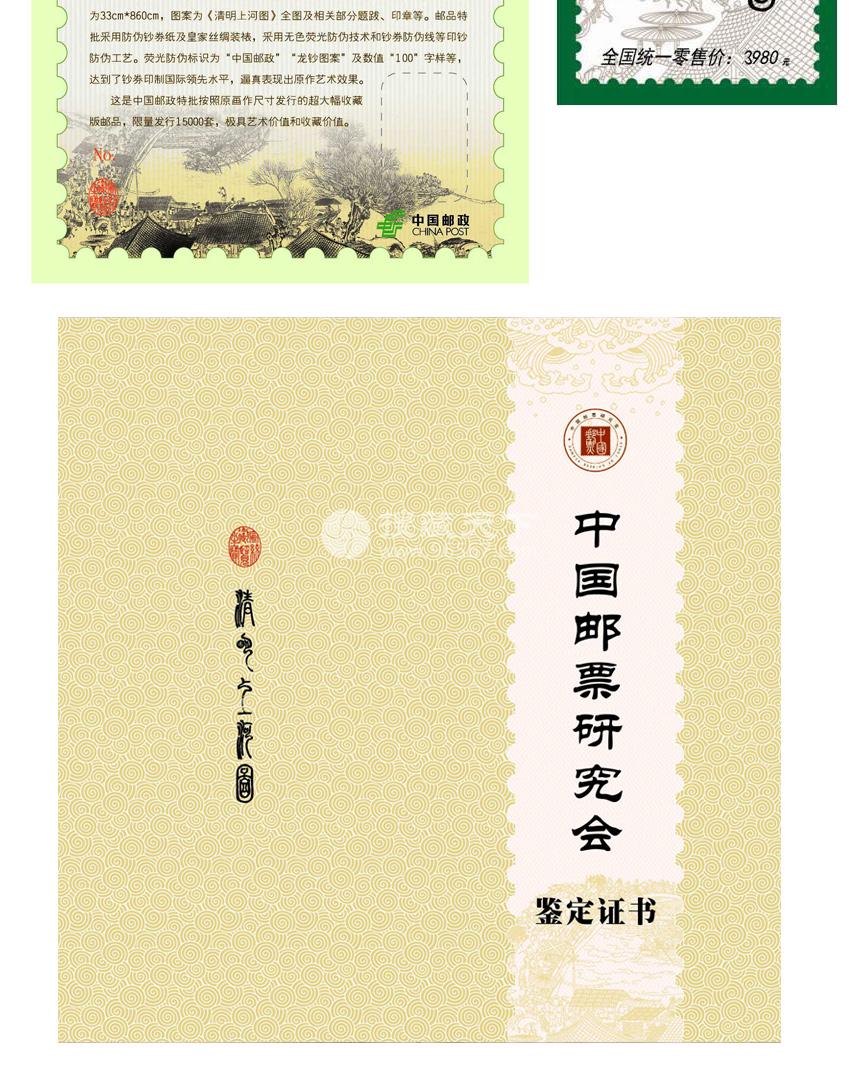 为33cm*860cm，图案为《清明上河图》全图及相关部分题跋、印章等。邮品特
批采用防伪钞券纸及皇家丝绸装裱，采用无色荧光防伪技术和钞券防伪线等印钞
防伪工艺。荧光防伪标识为“中国邮政”“龙钞图案”及数值“100”字样等，
达到了钞券印制国际领先水平，逼真表现出原作艺术效果。
这是中国邮政特批按照原画作尺寸发行的超大幅收藏
版邮品，限量发行15000套，极具艺术价值和收藏价值。
No:
中国邮政
CHINA POST
全国统一零售价：3980元
清明上河图
中国邮票研究会
鉴定证书